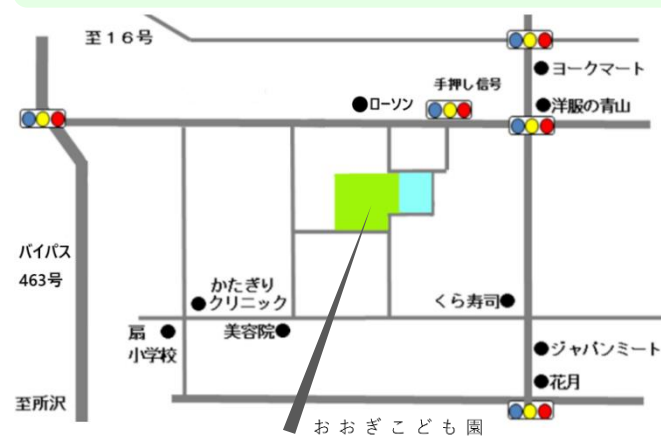 至１６号
ヨークマート
手押し信号
ローソン
洋服の青山
バイパス
463号
かたぎり
クリニック
くら寿司
扇
小学校
美容院
ジャパンミート
花月
至所沢
おおぎこども園